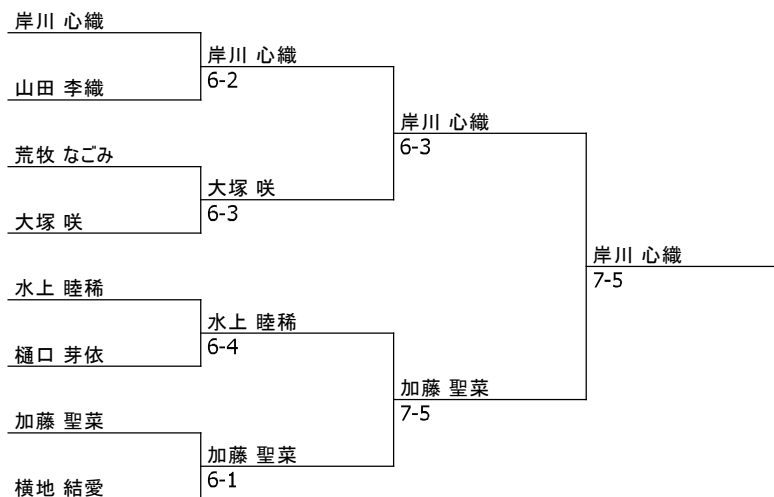 岸川 心織
岸川 心織
6-2
山田 李織
岸川 心織
6-3
荒牧 なごみ
大塚 咲
6-3
大塚 咲
岸川 心織
7-5
水上 睦稀
水上 睦稀
6-4
樋口 芽依
加藤 聖菜
7-5
加藤 聖菜
加藤 聖菜
6-1
横地 結愛